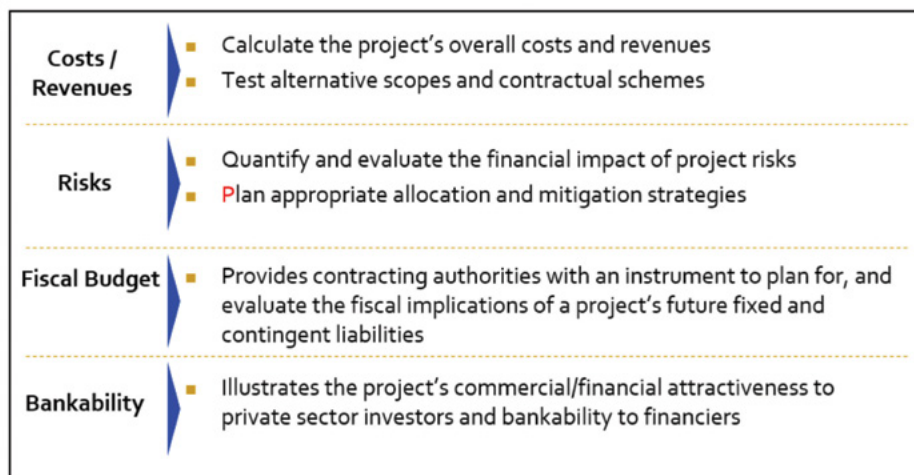 Costs /
Revenues
Calculate the project's overall costs and revenues
Test alternative scopes and contractual schemes
Risks
Quantify and evaluate the financial impact of project risks
Plan appropriate allocation and mitigation strategies
Fiscal Budget
Provides contracting authorities with an instrument to plan for, and
evaluate the fiscal implications of a project's future fixed and
contingent liabilities
Bankability
Illustrates the project's commercial/financial attractiveness to
private sector investors and bankability to financiers